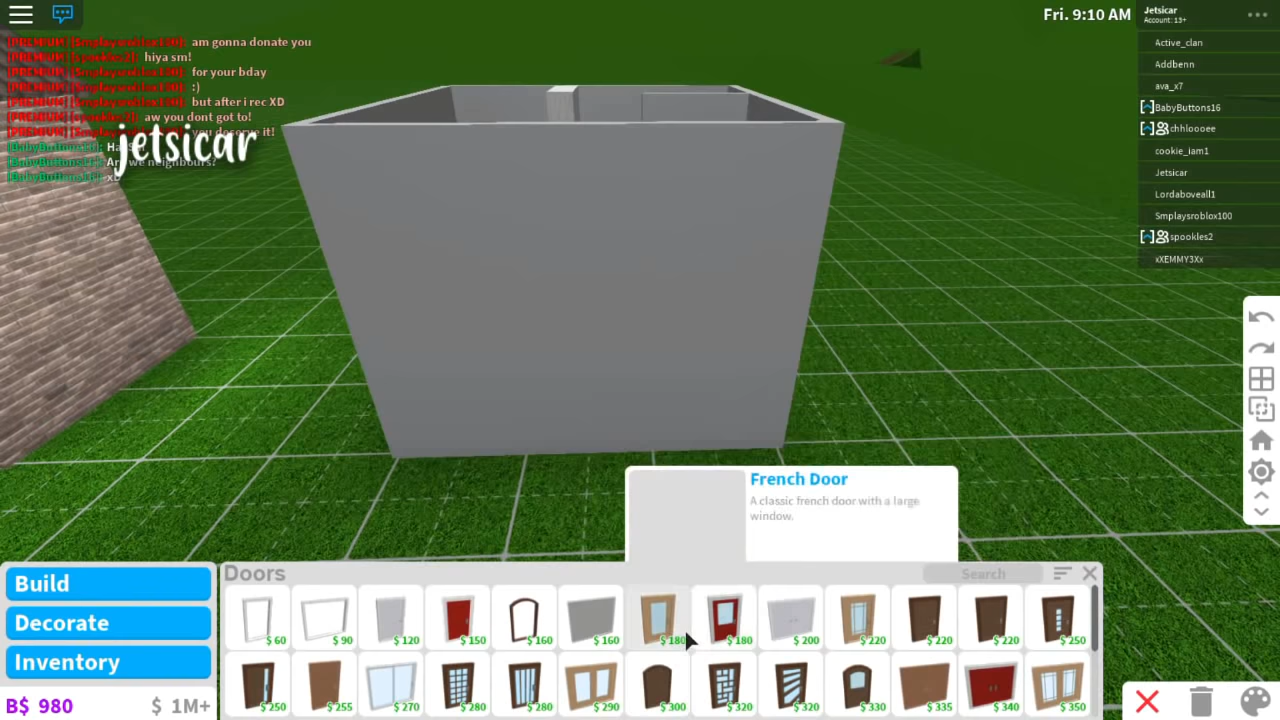 Fri. 9:10 AM
Jetsicar
Account: 13+
[PREMIUM] [Smplaysroblox100]: am gonna donate you
[PREMIUM] [spookles2]: hiya sm!
[PREMIUM] [Smplaysroblox100]: for your bday
[PREMIUM] [Smplaysroblox100]: :)
[PREMIUM] [Smplaysroblox100]: but after i rec XD
[PREMIUM] [spookles2]: aw you dont got to!
[PREMIUM] [Smplaysroblox100]: you deserve it!
[BabyButtons16]:
[BabyButtons16]: Are we neighbours?
[BabyButtons16]:
jetsicar
Active_clan
Addbenn
ava_x7
BabyButtons16
chhloooee
cookie_iam1
Jetsicar
Lordaboveall1
Smplaysroblox100
spookles2
xXEMMY3Xx
French Door
A classic french door with a large
window.
Build
Decorate
Inventory
B$ 980
$ 1M+
Doors
Search
$ 60
$ 90
$ 120
$ 150
$ 160
$ 160
$ 180
$ 180
$ 200
$ 220
$ 220
$ 220
$ 250
$ 250
$ 255
$ 270
$ 280
$ 280
$ 290
$ 300
$ 320
$ 320
$ 330
$ 335
$ 340
$ 350